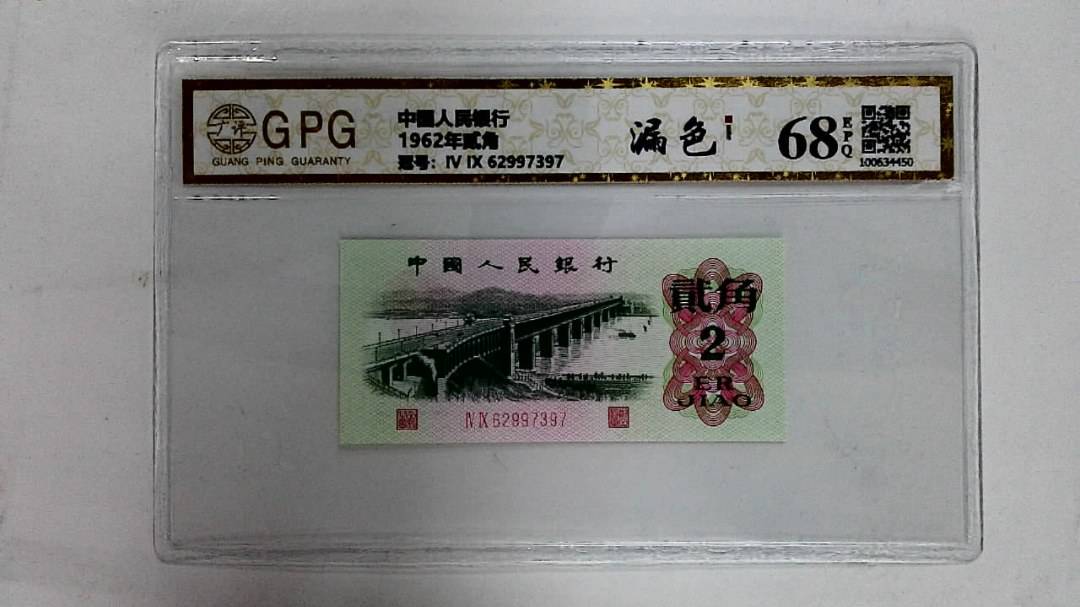 GPG
GUANG PING GUARANTY
中國人民銀行
1962年贰角
冠号: IV IX 62997397
漏色
68
EPQ
100634450
中國人民銀行
貳角
2
ER
JIAO
IV IX 62997397